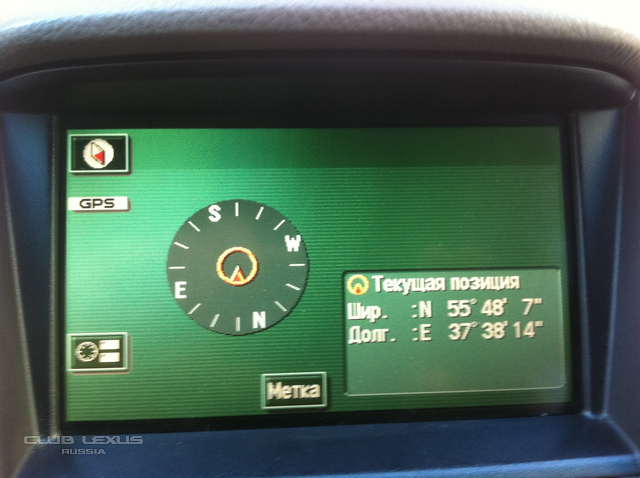 GPS
S
W
E
N
Текущая позиция
Шир. :N 55° 48' 7"
Долг. :E 37° 38' 14"
Метка
CLUB LEXUS
RUSSIA